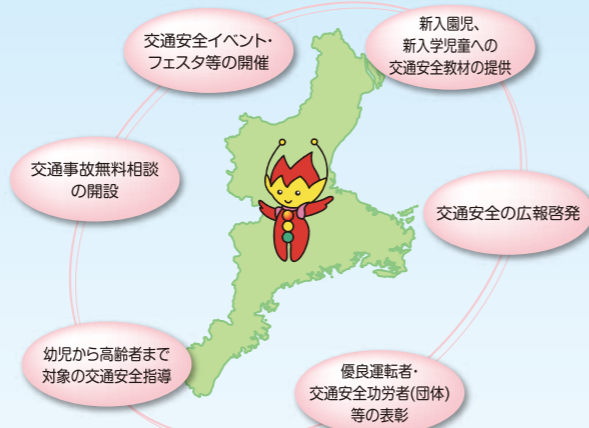 交通安全イベント・
フェスタ等の開催
新入園児、
新入学児童への
交通安全教材の提供
交通事故無料相談
の開設
交通安全の広報啓発
幼児から高齢者まで
対象の交通安全指導
優良運転者・
交通安全功労者(団体)
等の表彰